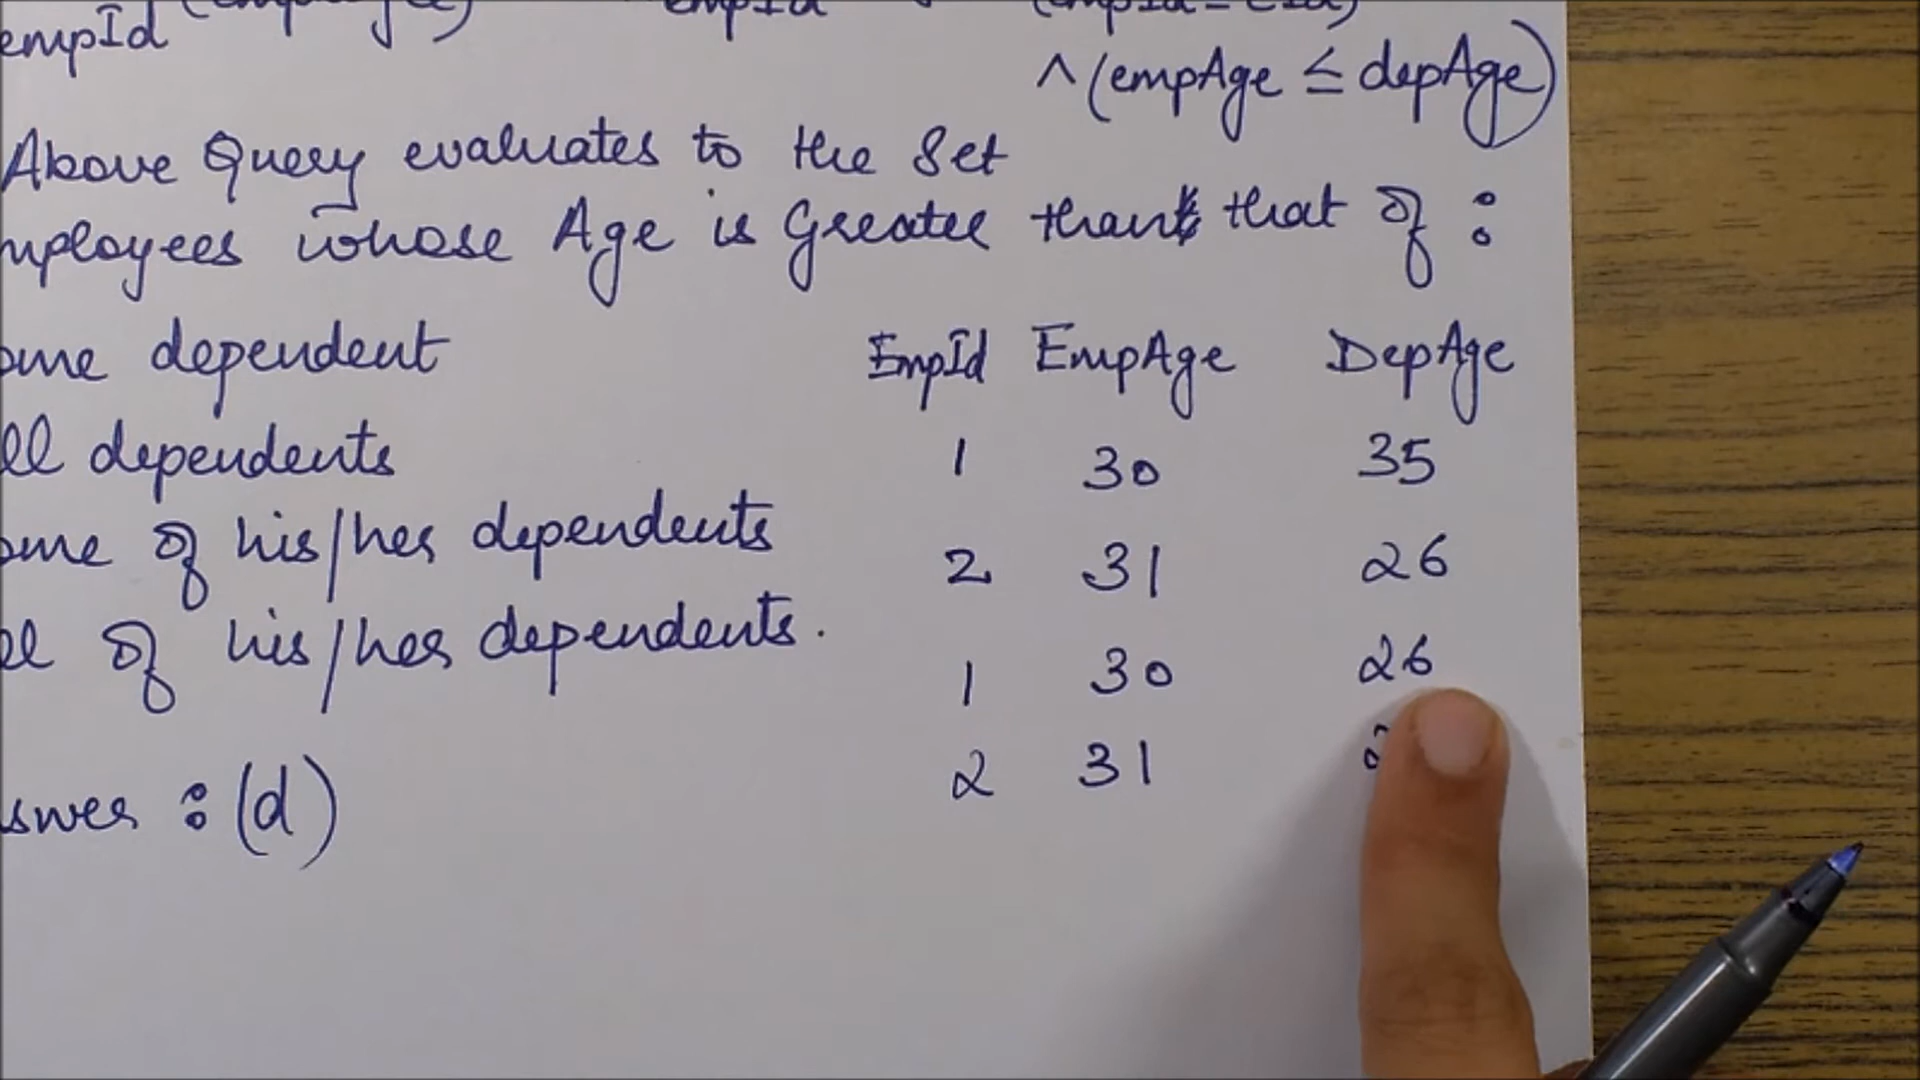 empId
∧ (empAge ≤ depAge)
Above Query evaluates to the Set
mployees whose Age is Greater than that of :
ome dependent
ll dependents
ome of his/her dependents
ll of his/her dependents.
swer : (d)
EmpId EmpAge DepAge
1 30 35
2 31 26
1 30 26
2 31